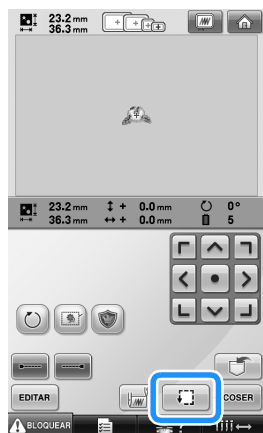 23.2 mm
36.3 mm
23.2 mm ↕ + 0.0 mm 0°
36.3 mm ↔ + 0.0 mm 5
EDITAR
COSER
BLOQUEAR